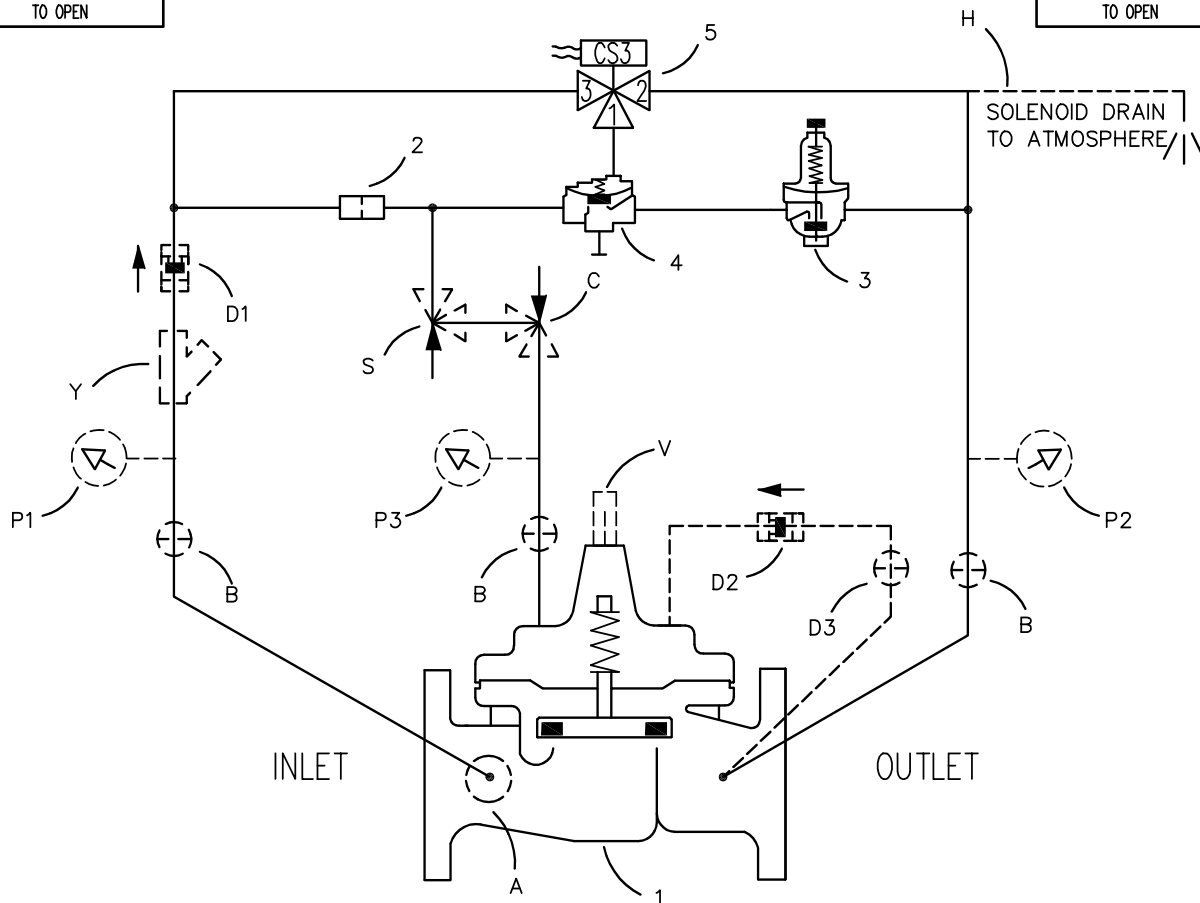 TO OPEN
TO OPEN
H
5
CS3
3
2
1
SOLENOID DRAIN
TO ATMOSPHERE
2
4
3
D1
C
S
Y
V
P1
P3
P2
D2
B
B
D3
B
INLET
OUTLET
A
1